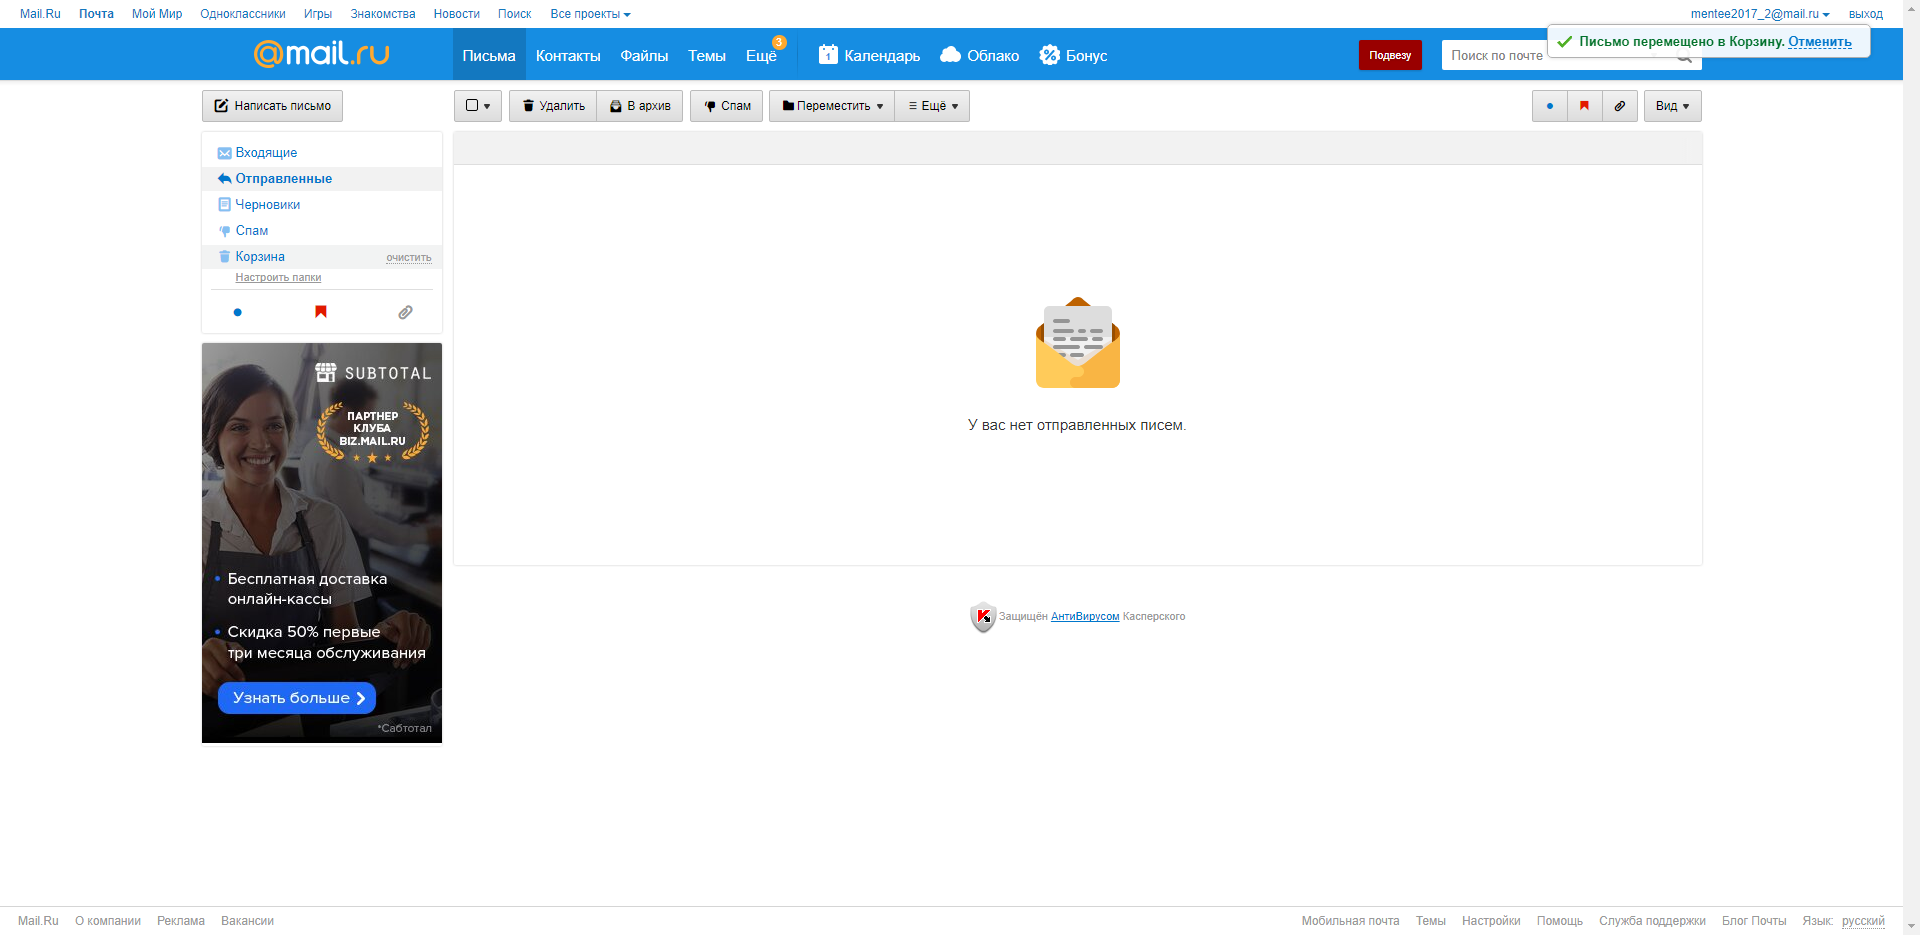 Mail.Ru Почта Мой Мир Одноклассники Игры Знакомства Новости Поиск Все проекты mentee2017_2@mail.ru выход
@mail.ru Письма Контакты Файлы Темы Ещё 3 1 Календарь Облако Бонус Подвезу Поиск по почте
Письмо перемещено в Корзину. Отменить
Написать письмо Удалить В архив Спам Переместить Ещё Вид
Входящие
Отправленные
Черновики
Спам
Корзина очистить
Настроить папки
SUBTOTAL
ПАРТНЕР
КЛУБА
BIZ.MAIL.RU
Бесплатная доставка
онлайн-кассы
Скидка 50% первые
три месяца обслуживания
Узнать больше
*Сабтотал
У вас нет отправленных писем.
Защищён АнтиВирусом Касперского
Mail.Ru О компании Реклама Вакансии Мобильная почта Темы Настройки Помощь Служба поддержки Блог Почты Язык: русский